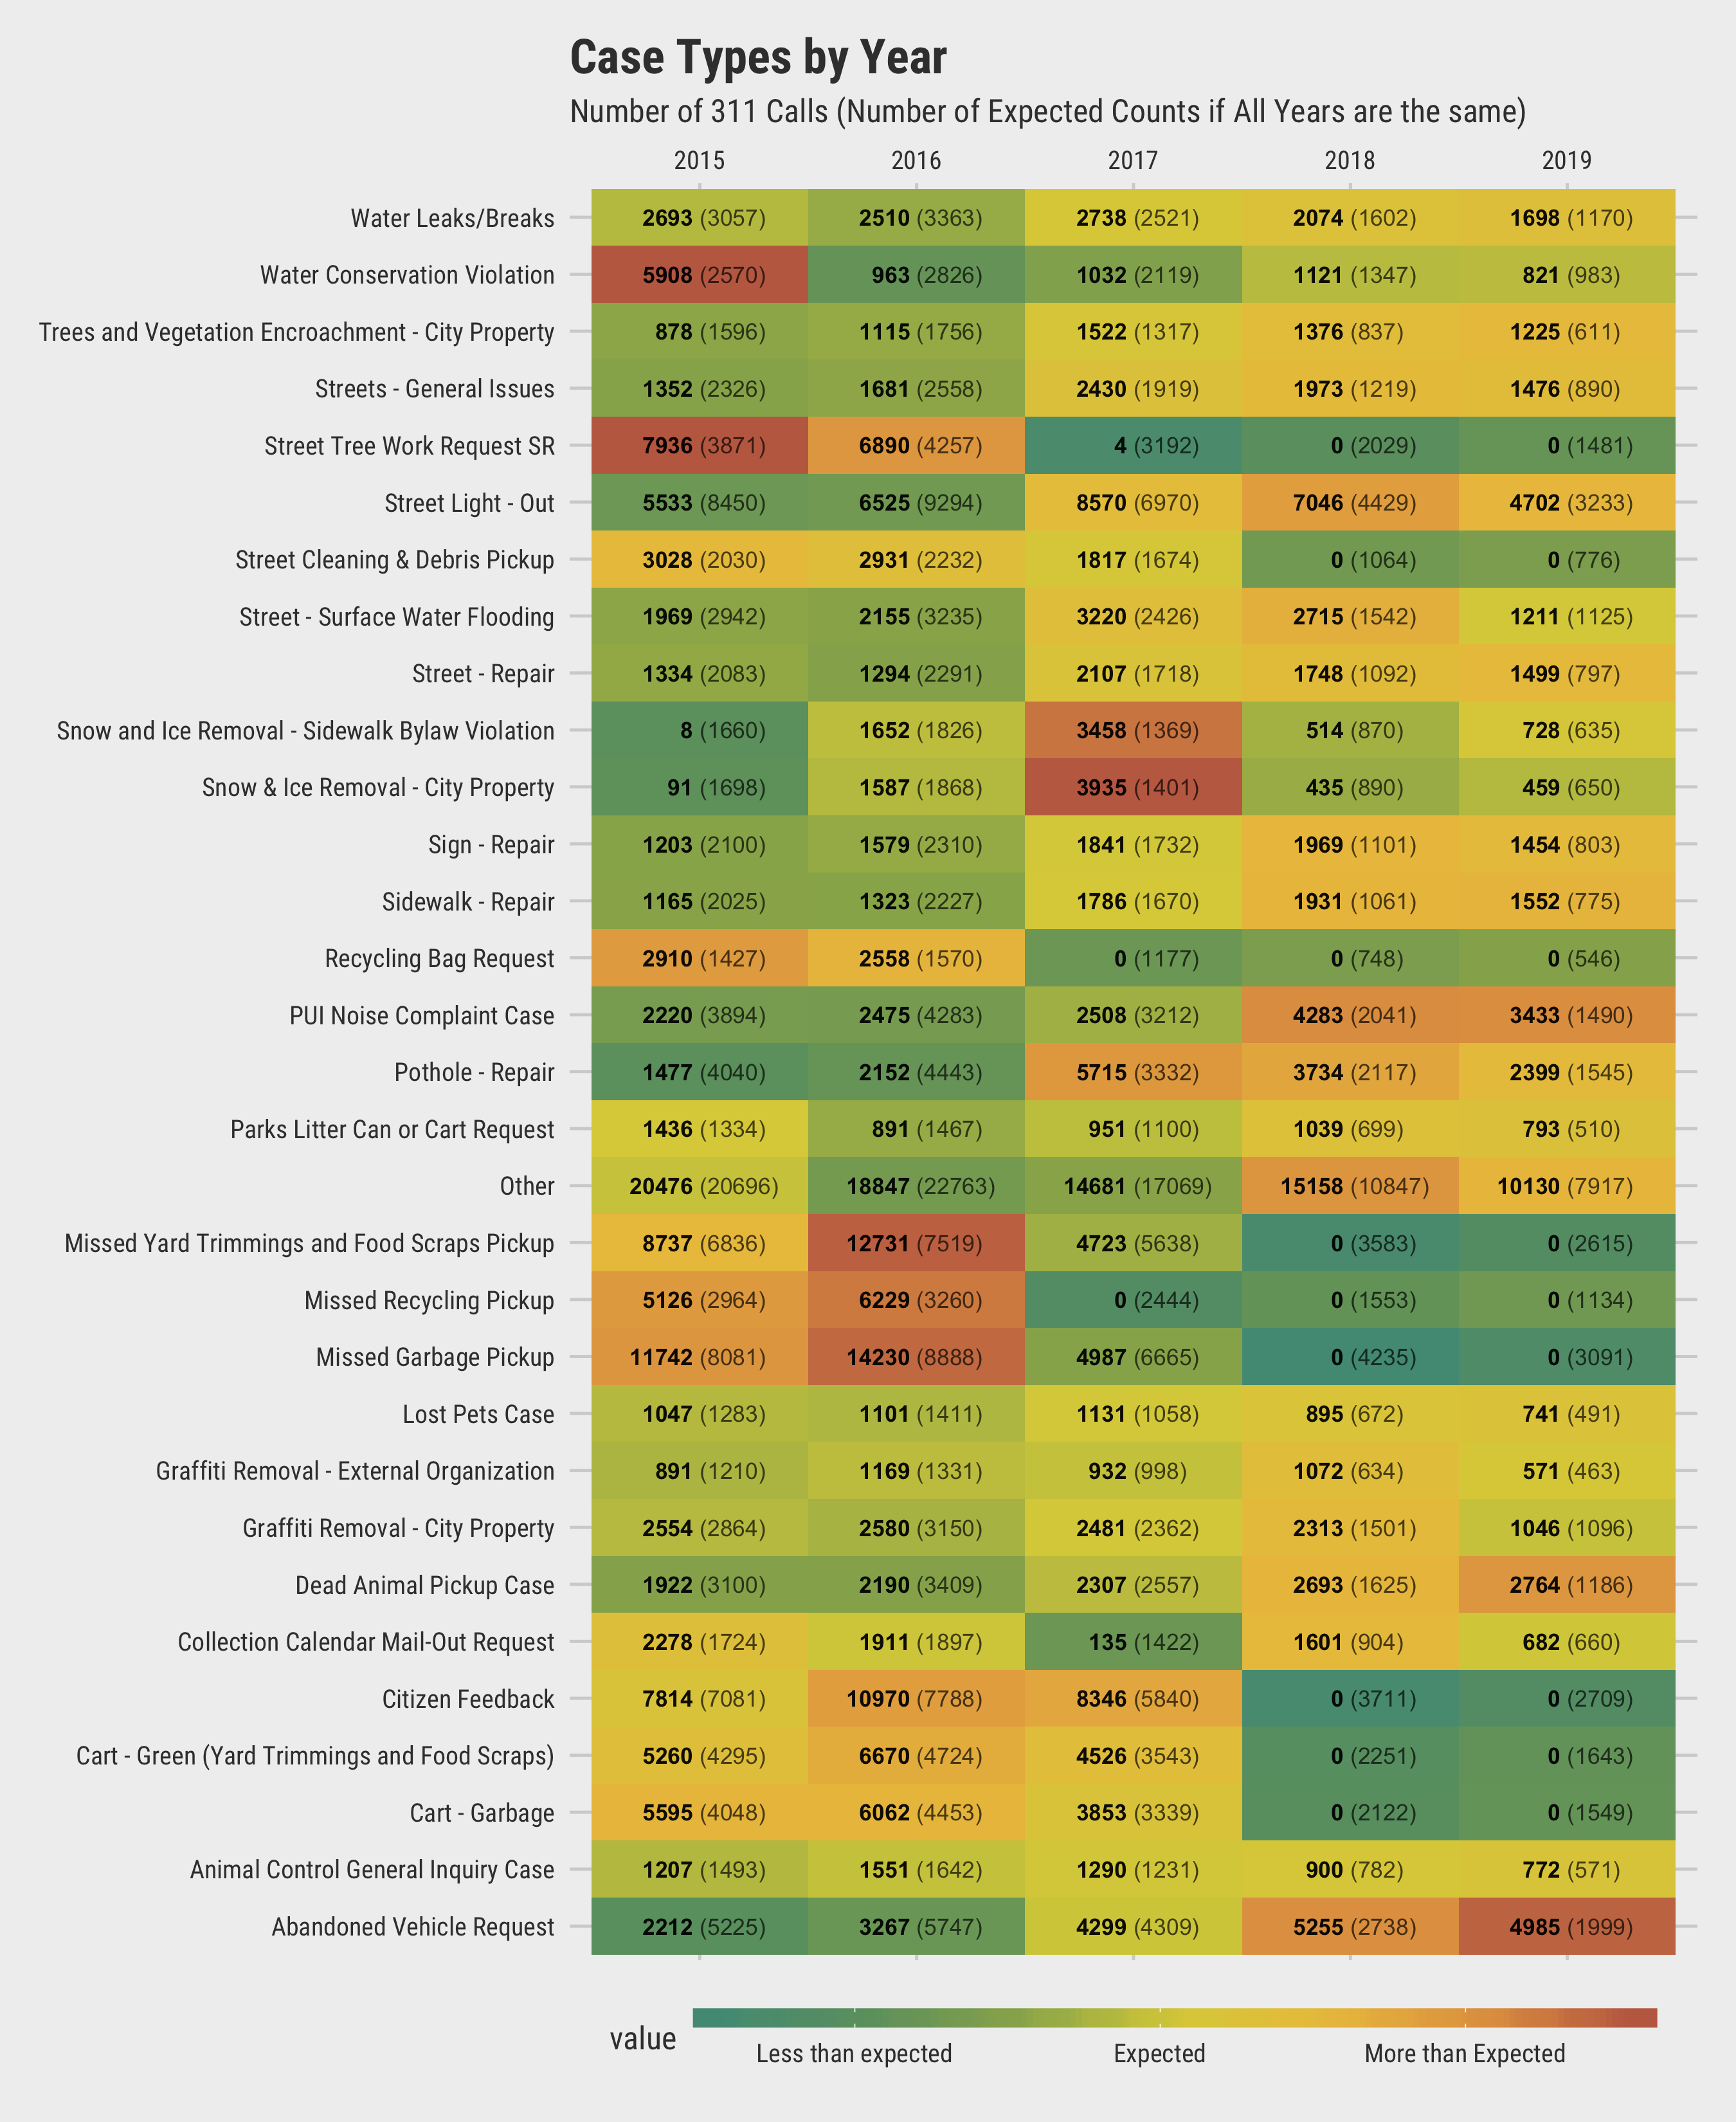 Case Types by Year
Number of 311 Calls (Number of Expected Counts if All Years are the same)
2015 2016 2017 2018 2019
Water Leaks/Breaks 2693 (3057) 2510 (3363) 2738 (2521) 2074 (1602) 1698 (1170)
Water Conservation Violation 5908 (2570) 963 (2826) 1032 (2119) 1121 (1347) 821 (983)
Trees and Vegetation Encroachment - City Property 878 (1596) 1115 (1756) 1522 (1317) 1376 (837) 1225 (611)
Streets - General Issues 1352 (2326) 1681 (2558) 2430 (1919) 1973 (1219) 1476 (890)
Street Tree Work Request SR 7936 (3871) 6890 (4257) 4 (3192) 0 (2029) 0 (1481)
Street Light - Out 5533 (8450) 6525 (9294) 8570 (6970) 7046 (4429) 4702 (3233)
Street Cleaning & Debris Pickup 3028 (2030) 2931 (2232) 1817 (1674) 0 (1064) 0 (776)
Street - Surface Water Flooding 1969 (2942) 2155 (3235) 3220 (2426) 2715 (1542) 1211 (1125)
Street - Repair 1334 (2083) 1294 (2291) 2107 (1718) 1748 (1092) 1499 (797)
Snow and Ice Removal - Sidewalk Bylaw Violation 8 (1660) 1652 (1826) 3458 (1369) 514 (870) 728 (635)
Snow & Ice Removal - City Property 91 (1698) 1587 (1868) 3935 (1401) 435 (890) 459 (650)
Sign - Repair 1203 (2100) 1579 (2310) 1841 (1732) 1969 (1101) 1454 (803)
Sidewalk - Repair 1165 (2025) 1323 (2227) 1786 (1670) 1931 (1061) 1552 (775)
Recycling Bag Request 2910 (1427) 2558 (1570) 0 (1177) 0 (748) 0 (546)
PUI Noise Complaint Case 2220 (3894) 2475 (4283) 2508 (3212) 4283 (2041) 3433 (1490)
Pothole - Repair 1477 (4040) 2152 (4443) 5715 (3332) 3734 (2117) 2399 (1545)
Parks Litter Can or Cart Request 1436 (1334) 891 (1467) 951 (1100) 1039 (699) 793 (510)
Other 20476 (20696) 18847 (22763) 14681 (17069) 15158 (10847) 10130 (7917)
Missed Yard Trimmings and Food Scraps Pickup 8737 (6836) 12731 (7519) 4723 (5638) 0 (3583) 0 (2615)
Missed Recycling Pickup 5126 (2964) 6229 (3260) 0 (2444) 0 (1553) 0 (1134)
Missed Garbage Pickup 11742 (8081) 14230 (8888) 4987 (6665) 0 (4235) 0 (3091)
Lost Pets Case 1047 (1283) 1101 (1411) 1131 (1058) 895 (672) 741 (491)
Graffiti Removal - External Organization 891 (1210) 1169 (1331) 932 (998) 1072 (634) 571 (463)
Graffiti Removal - City Property 2554 (2864) 2580 (3150) 2481 (2362) 2313 (1501) 1046 (1096)
Dead Animal Pickup Case 1922 (3100) 2190 (3409) 2307 (2557) 2693 (1625) 2764 (1186)
Collection Calendar Mail-Out Request 2278 (1724) 1911 (1897) 135 (1422) 1601 (904) 682 (660)
Citizen Feedback 7814 (7081) 10970 (7788) 8346 (5840) 0 (3711) 0 (2709)
Cart - Green (Yard Trimmings and Food Scraps) 5260 (4295) 6670 (4724) 4526 (3543) 0 (2251) 0 (1643)
Cart - Garbage 5595 (4048) 6062 (4453) 3853 (3339) 0 (2122) 0 (1549)
Animal Control General Inquiry Case 1207 (1493) 1551 (1642) 1290 (1231) 900 (782) 772 (571)
Abandoned Vehicle Request 2212 (5225) 3267 (5747) 4299 (4309) 5255 (2738) 4985 (1999)
value
Less than expected Expected More than Expected